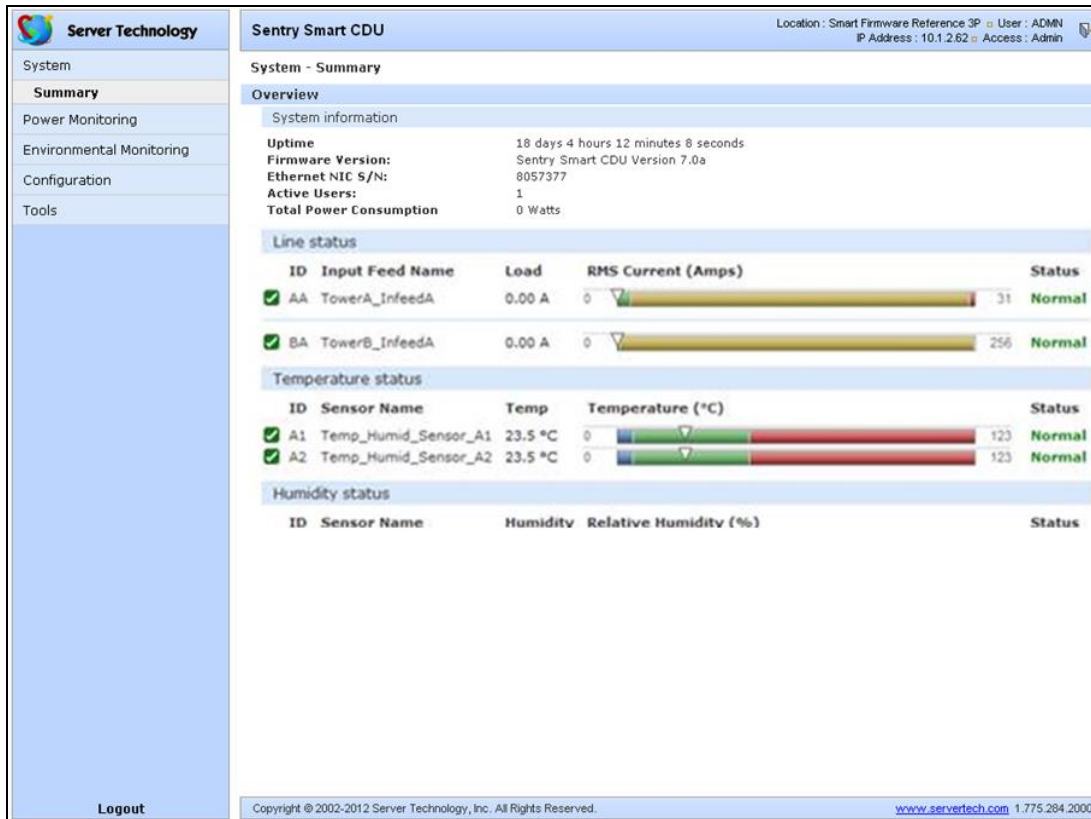 Server Technology
Sentry Smart CDU
Location : Smart Firmware Reference 3P User : ADMN
IP Address : 10.1.2.62 Access : Admin
System
Summary
Power Monitoring
Environmental Monitoring
Configuration
Tools
Logout
System - Summary
Overview
System information
Uptime 18 days 4 hours 12 minutes 8 seconds
Firmware Version: Sentry Smart CDU Version 7.0a
Ethernet NIC S/N: 8057377
Active Users: 1
Total Power Consumption 0 Watts
Line status
ID Input Feed Name Load RMS Current (Amps) Status
AA TowerA_InfeedA 0.00 A 0 31 Normal
BA TowerB_InfeedA 0.00 A 0 256 Normal
Temperature status
ID Sensor Name Temp Temperature (°C) Status
A1 Temp_Humid_Sensor_A1 23.5 °C 0 123 Normal
A2 Temp_Humid_Sensor_A2 23.5 °C 0 123 Normal
Humidity status
ID Sensor Name Humidity Relative Humidity (%) Status
Copyright © 2002-2012 Server Technology, Inc. All Rights Reserved.
www.servertech.com 1.775.284.2000